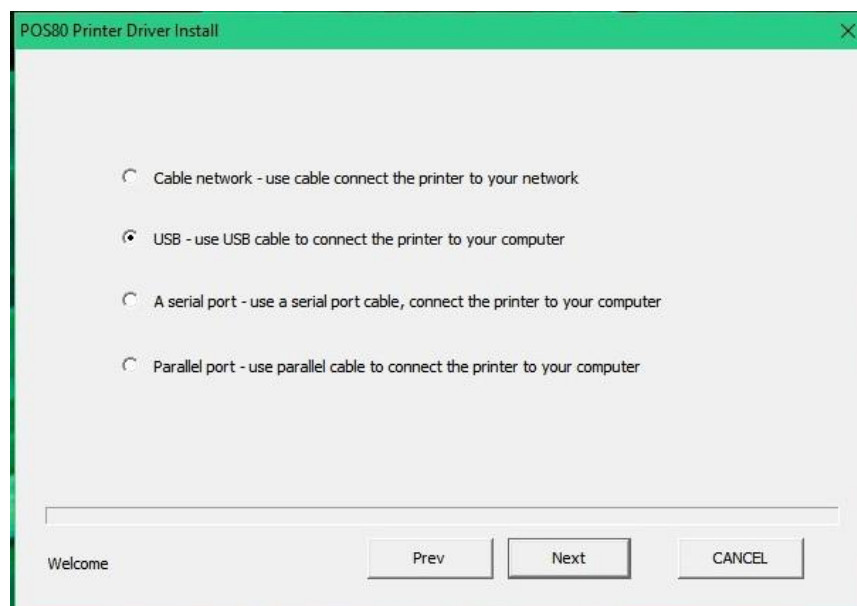 POS80 Printer Driver Install
Cable network - use cable connect the printer to your network
USB - use USB cable to connect the printer to your computer
A serial port - use a serial port cable, connect the printer to your computer
Parallel port - use parallel cable to connect the printer to your computer
Welcome
Prev
Next
CANCEL